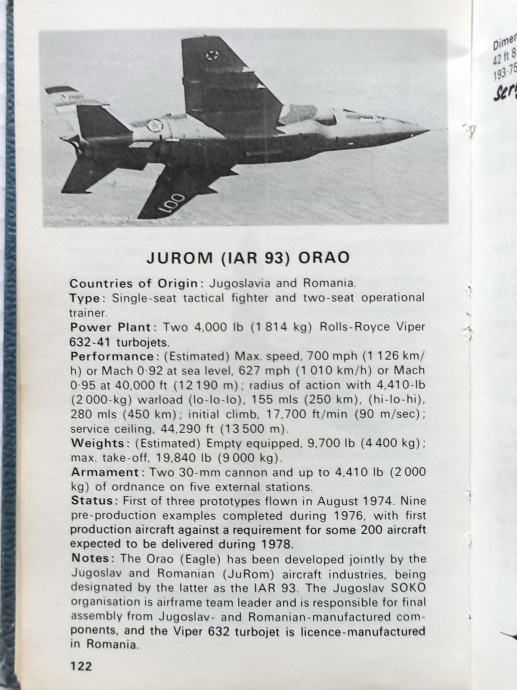 100
JUROM (IAR 93) ORAO
Countries of Origin: Jugoslavia and Romania.
Type: Single-seat tactical fighter and two-seat operational
trainer.
Power Plant: Two 4,000 lb (1 814 kg) Rolls-Royce Viper
632-41 turbojets.
Performance: (Estimated) Max. speed, 700 mph (1 126 km/
h) or Mach 0·92 at sea level, 627 mph (1 010 km/h) or Mach
0·95 at 40,000 ft (12 190 m); radius of action with 4,410-lb
(2 000-kg) warload (lo-lo-lo), 155 mls (250 km), (hi-lo-hi),
280 mls (450 km); initial climb, 17,700 ft/min (90 m/sec);
service ceiling, 44,290 ft (13 500 m).
Weights: (Estimated) Empty equipped, 9,700 lb (4 400 kg);
max. take-off, 19,840 lb (9 000 kg).
Armament: Two 30-mm cannon and up to 4,410 lb (2 000
kg) of ordnance on five external stations.
Status: First of three prototypes flown in August 1974. Nine
pre-production examples completed during 1976, with first
production aircraft against a requirement for some 200 aircraft
expected to be delivered during 1978.
Notes: The Orao (Eagle) has been developed jointly by the
Jugoslav and Romanian (JuRom) aircraft industries, being
designated by the latter as the IAR 93. The Jugoslav SOKO
organisation is airframe team leader and is responsible for final
assembly from Jugoslav- and Romanian-manufactured com-
ponents, and the Viper 632 turbojet is licence-manufactured
in Romania.
122
Dimen
42 ft 8
193·75